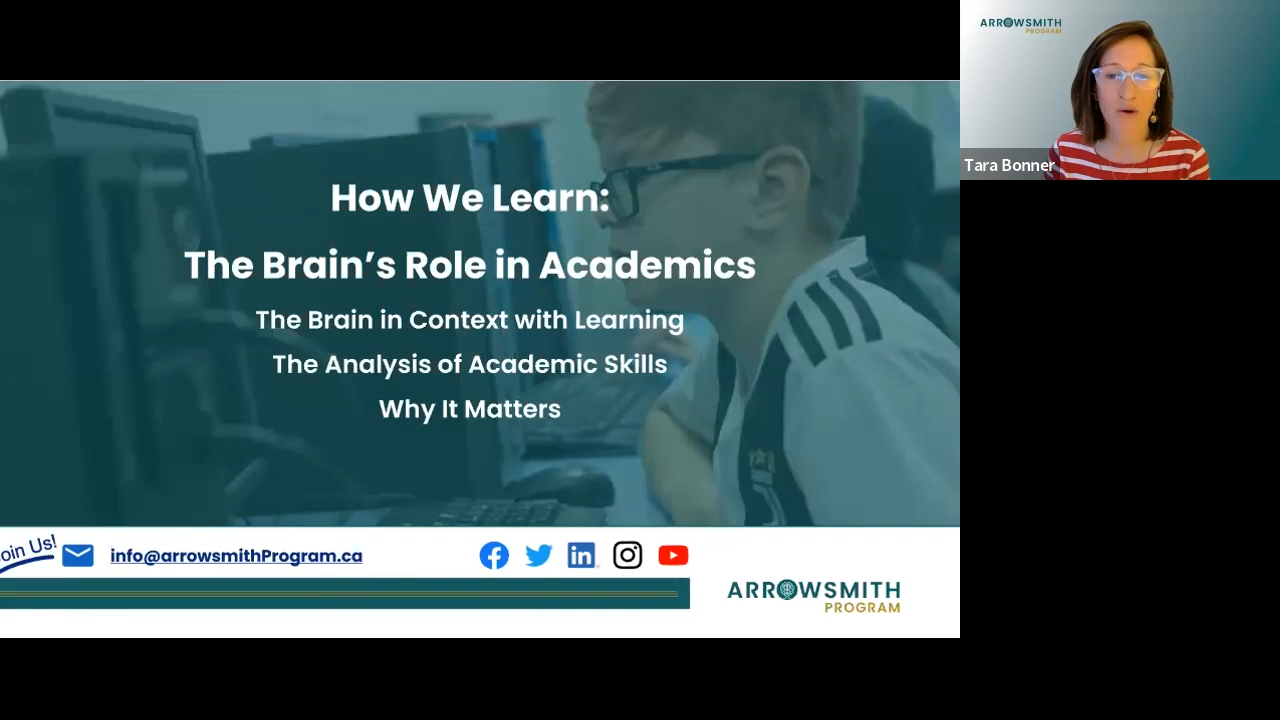 How We Learn:
The Brain's Role in Academics
The Brain in Context with Learning
The Analysis of Academic Skills
Why It Matters
Us!
info@arrowsmithProgram.ca
ARROWSMITH
PROGRAM
ARROWSMITH
PROGRAM
Tara Bonner